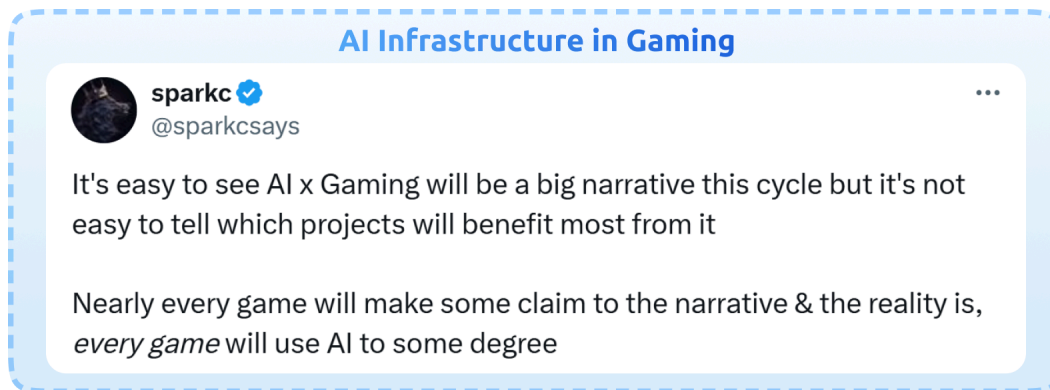 AI Infrastructure in Gaming
sparkc
@sparkcsays
It's easy to see AI x Gaming will be a big narrative this cycle but it's not
easy to tell which projects will benefit most from it
Nearly every game will make some claim to the narrative & the reality is,
every game will use AI to some degree